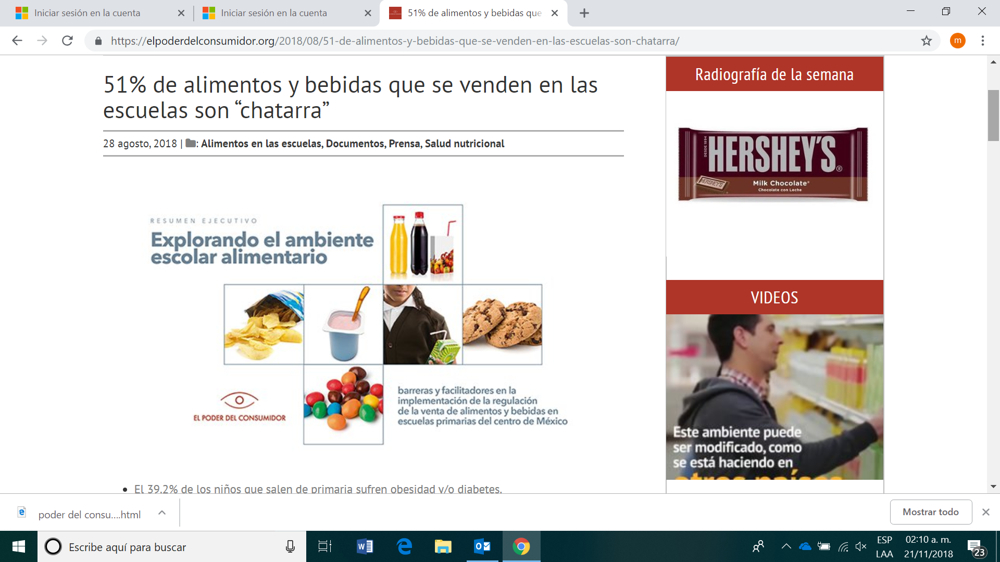 Iniciar sesión en la cuenta
Iniciar sesión en la cuenta
51% de alimentos y bebidas que
https://elpoderdelconsumidor.org/2018/08/51-de-alimentos-y-bebidas-que-se-venden-en-las-escuelas-son-chatarra/
m
51% de alimentos y bebidas que se venden en las
escuelas son “chatarra”
28 agosto, 2018 | : Alimentos en las escuelas, Documentos, Prensa, Salud nutricional
RESUMEN EJECUTIVO
Explorando el ambiente
escolar alimentario
EL PODER DEL CONSUMIDOR
barreras y facilitadores en la
implementación de la regulación
de la venta de alimentos y bebidas en
escuelas primarias del centro de México
El 39.2% de los niños que salen de primaria sufren obesidad y/o diabetes.
Radiografía de la semana
DESDE 1894
HERSHEY'S®
HERSHEY'S
Milk Chocolate
Chocolate con Leche
VIDEOS
Este ambiente puede
ser modificado, como
se está haciendo en
otros países
poder del consu....html
Mostrar todo
Escribe aquí para buscar
ESP
LAA
02:10 a. m.
21/11/2018
23